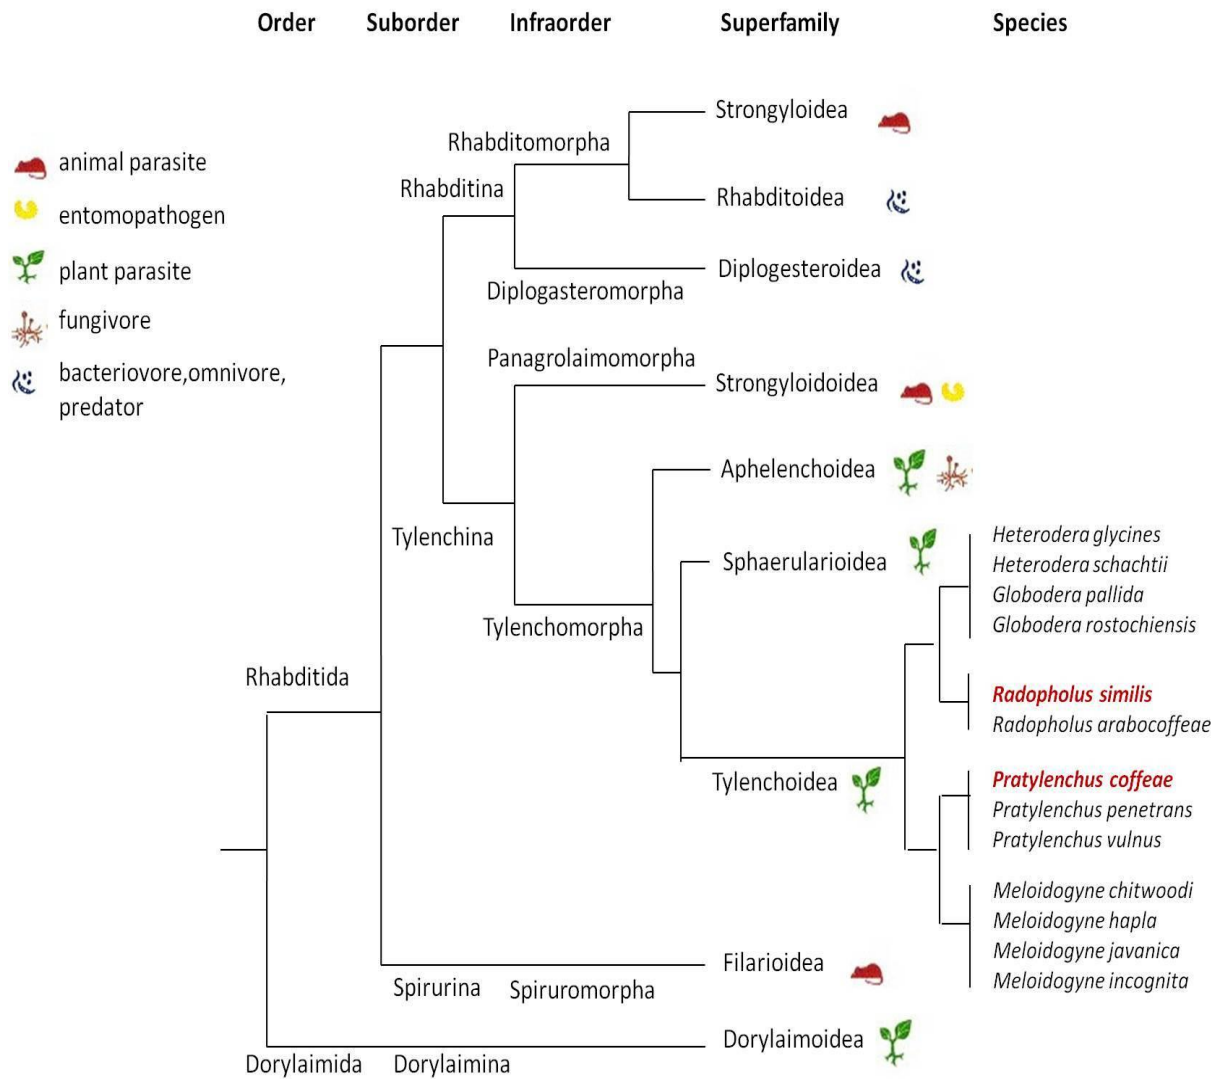 Order Suborder Infraorder Superfamily Species
animal parasite
entomopathogen
plant parasite
fungivore
bacteriovore,omnivore,
predator
Strongyloidea
Rhabditomorpha
Rhabditina
Rhabditoidea
Diplogesteroidea
Diplogasteromorpha
Panagrolaimomorpha
Strongyloidoidea
Aphelenchoidea
Tylenchina
Sphaerularioidea
Tylenchomorpha
Heterodera glycines
Heterodera schachtii
Globodera pallida
Globodera rostochiensis
Rhabditida
Radopholus similis
Radopholus arabocoffeae
Tylenchoidea
Pratylenchus coffeae
Pratylenchus penetrans
Pratylenchus vulnus
Meloidogyne chitwoodi
Meloidogyne hapla
Meloidogyne javanica
Meloidogyne incognita
Filarioidea
Spirurina Spiruromorpha
Dorylaimoidea
Dorylaimida Dorylaimina